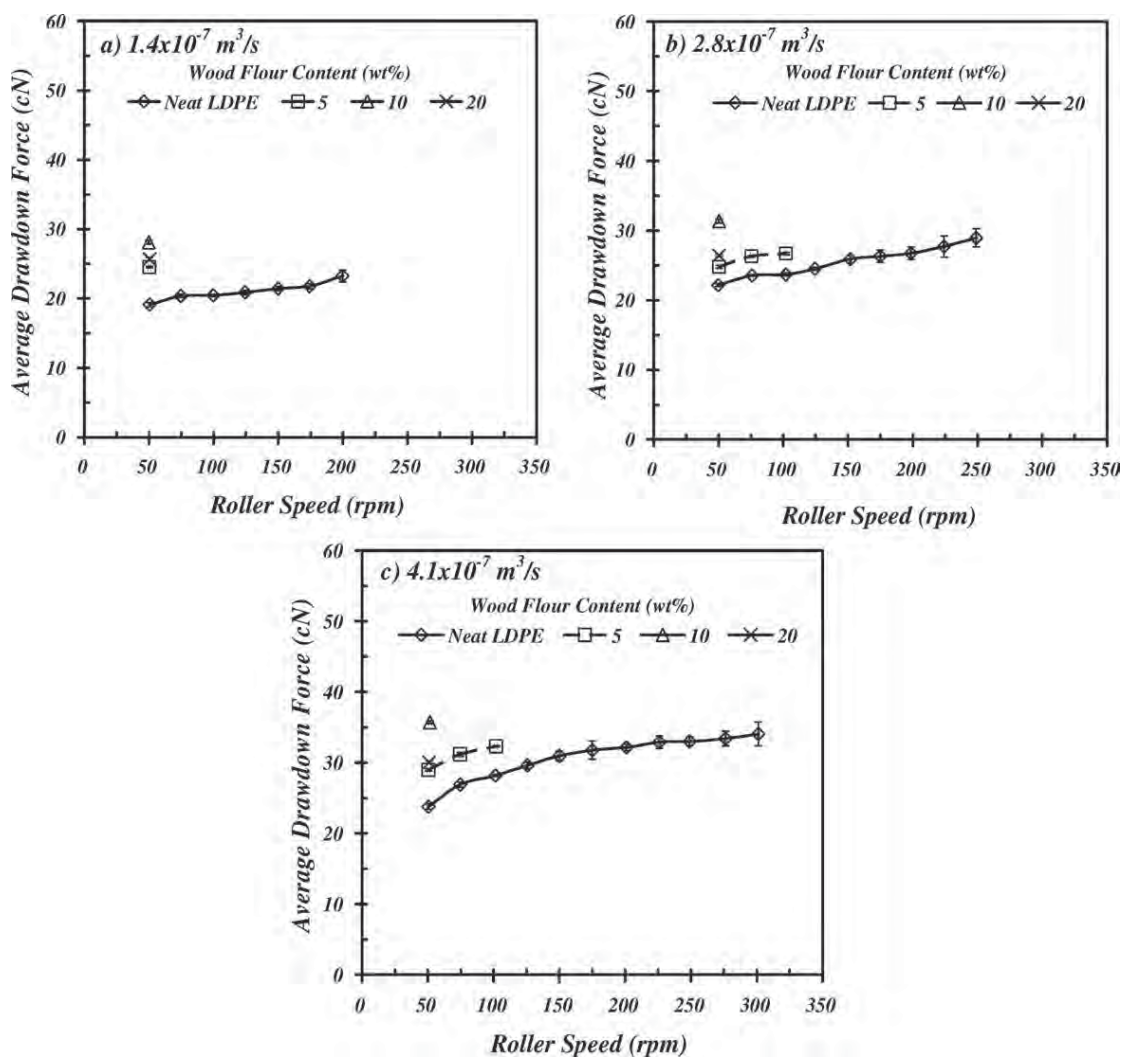 a) 1.4x10⁻⁷ m³/s
Wood Flour Content (wt%)
Neat LDPE 5 10 20
60
50
40
30
20
10
0
Average Drawdown Force (cN)
0 50 100 150 200 250 300 350
Roller Speed (rpm)
b) 2.8x10⁻⁷ m³/s
Wood Flour Content (wt%)
Neat LDPE 5 10 20
60
50
40
30
20
10
0
Average Drawdown Force (cN)
0 50 100 150 200 250 300 350
Roller Speed (rpm)
c) 4.1x10⁻⁷ m³/s
Wood Flour Content (wt%)
Neat LDPE 5 10 20
60
50
40
30
20
10
0
Average Drawdown Force (cN)
0 50 100 150 200 250 300 350
Roller Speed (rpm)